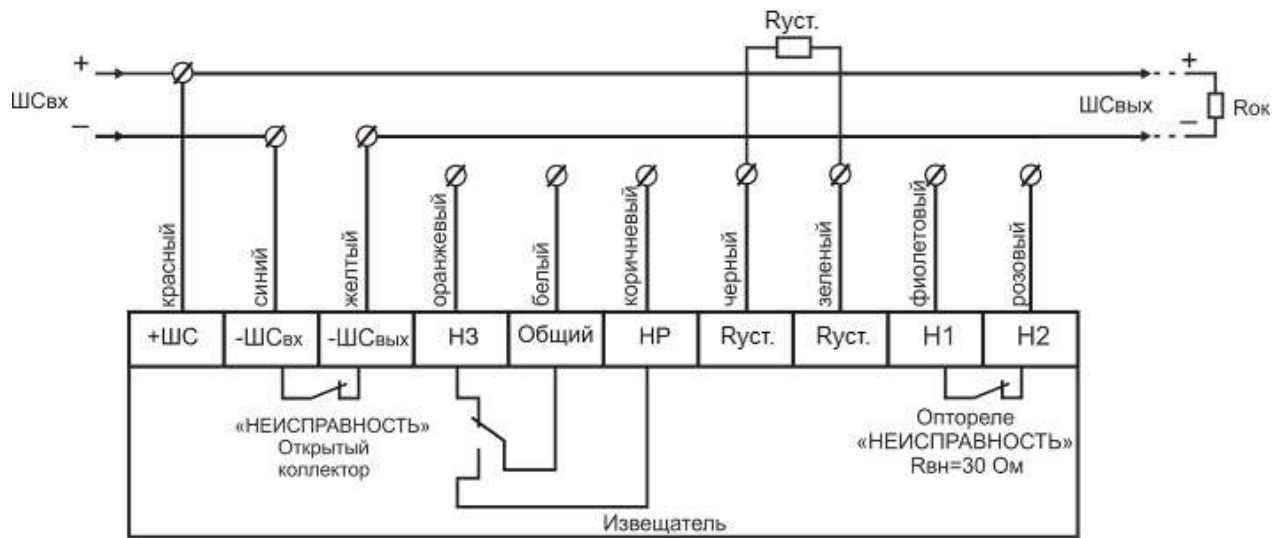 Rуст.
+
+
ШСвх
ШСвых
Rок
–
–
красный
синий
желтый
оранжевый
белый
коричневый
черный
зеленый
фиолетовый
розовый
+ШС
-ШСвх
-ШСвых
НЗ
Общий
НР
Rуст.
Rуст.
Н1
Н2
«НЕИСПРАВНОСТЬ»
Открытый
коллектор
Оптореле
«НЕИСПРАВНОСТЬ»
Rвн=30 Ом
Извещатель